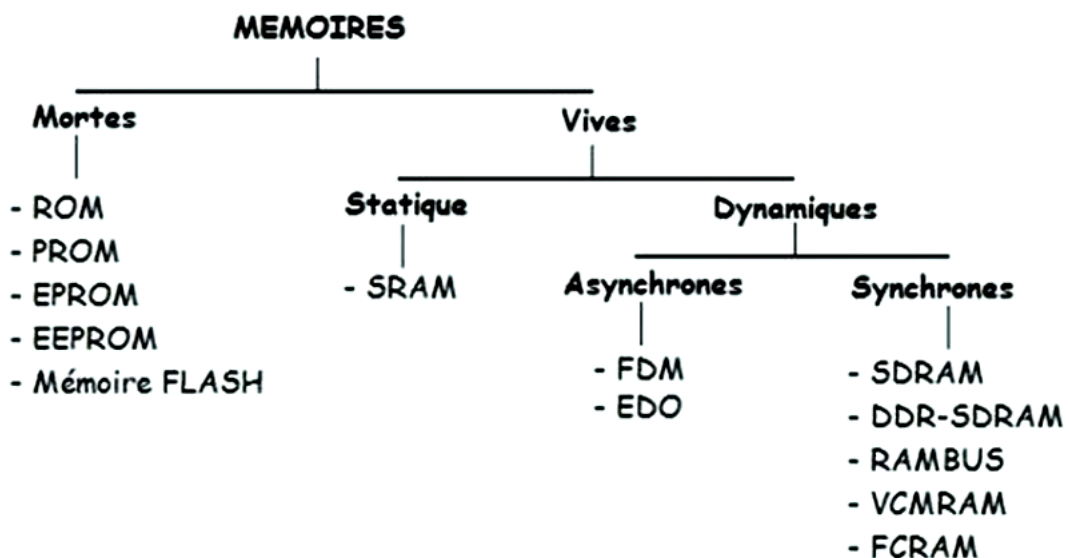 MEMOIRES
Mortes
Vives
- ROM
- PROM
- EPROM
- EEPROM
- Mémoire FLASH
Statique
- SRAM
Dynamiques
Asynchrones
- FDM
- EDO
Synchrones
- SDRAM
- DDR-SDRAM
- RAMBUS
- VCMRAM
- FCRAM